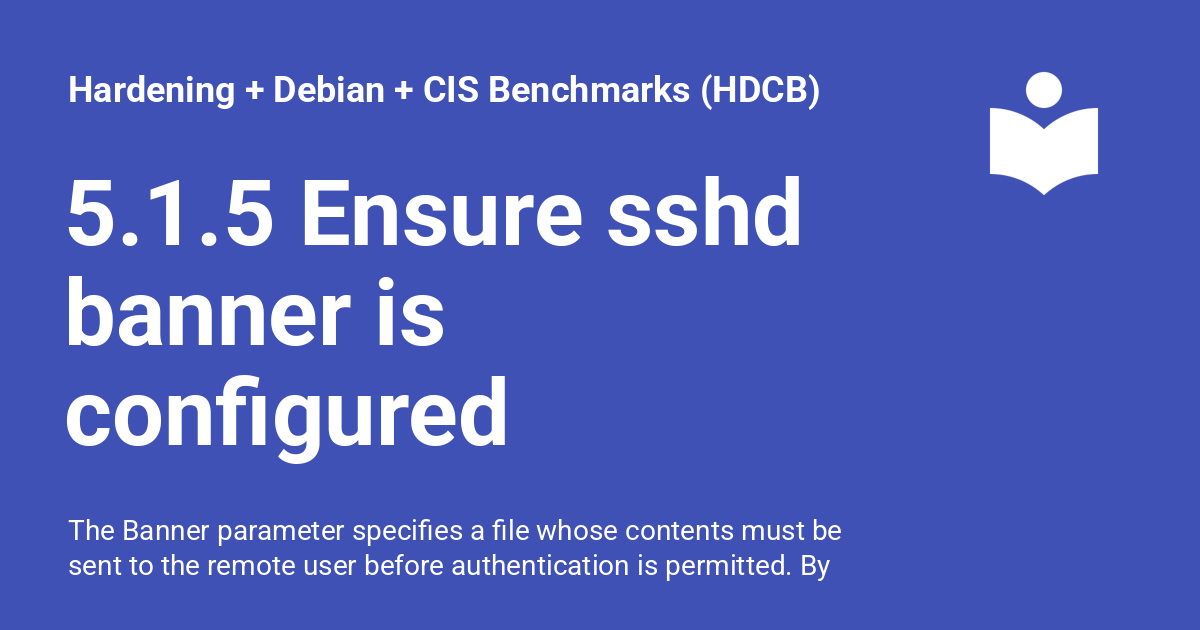 Hardening + Debian + CIS Benchmarks (HDCB)
5.1.5 Ensure sshd
banner is
configured
The Banner parameter specifies a file whose contents must be
sent to the remote user before authentication is permitted. By